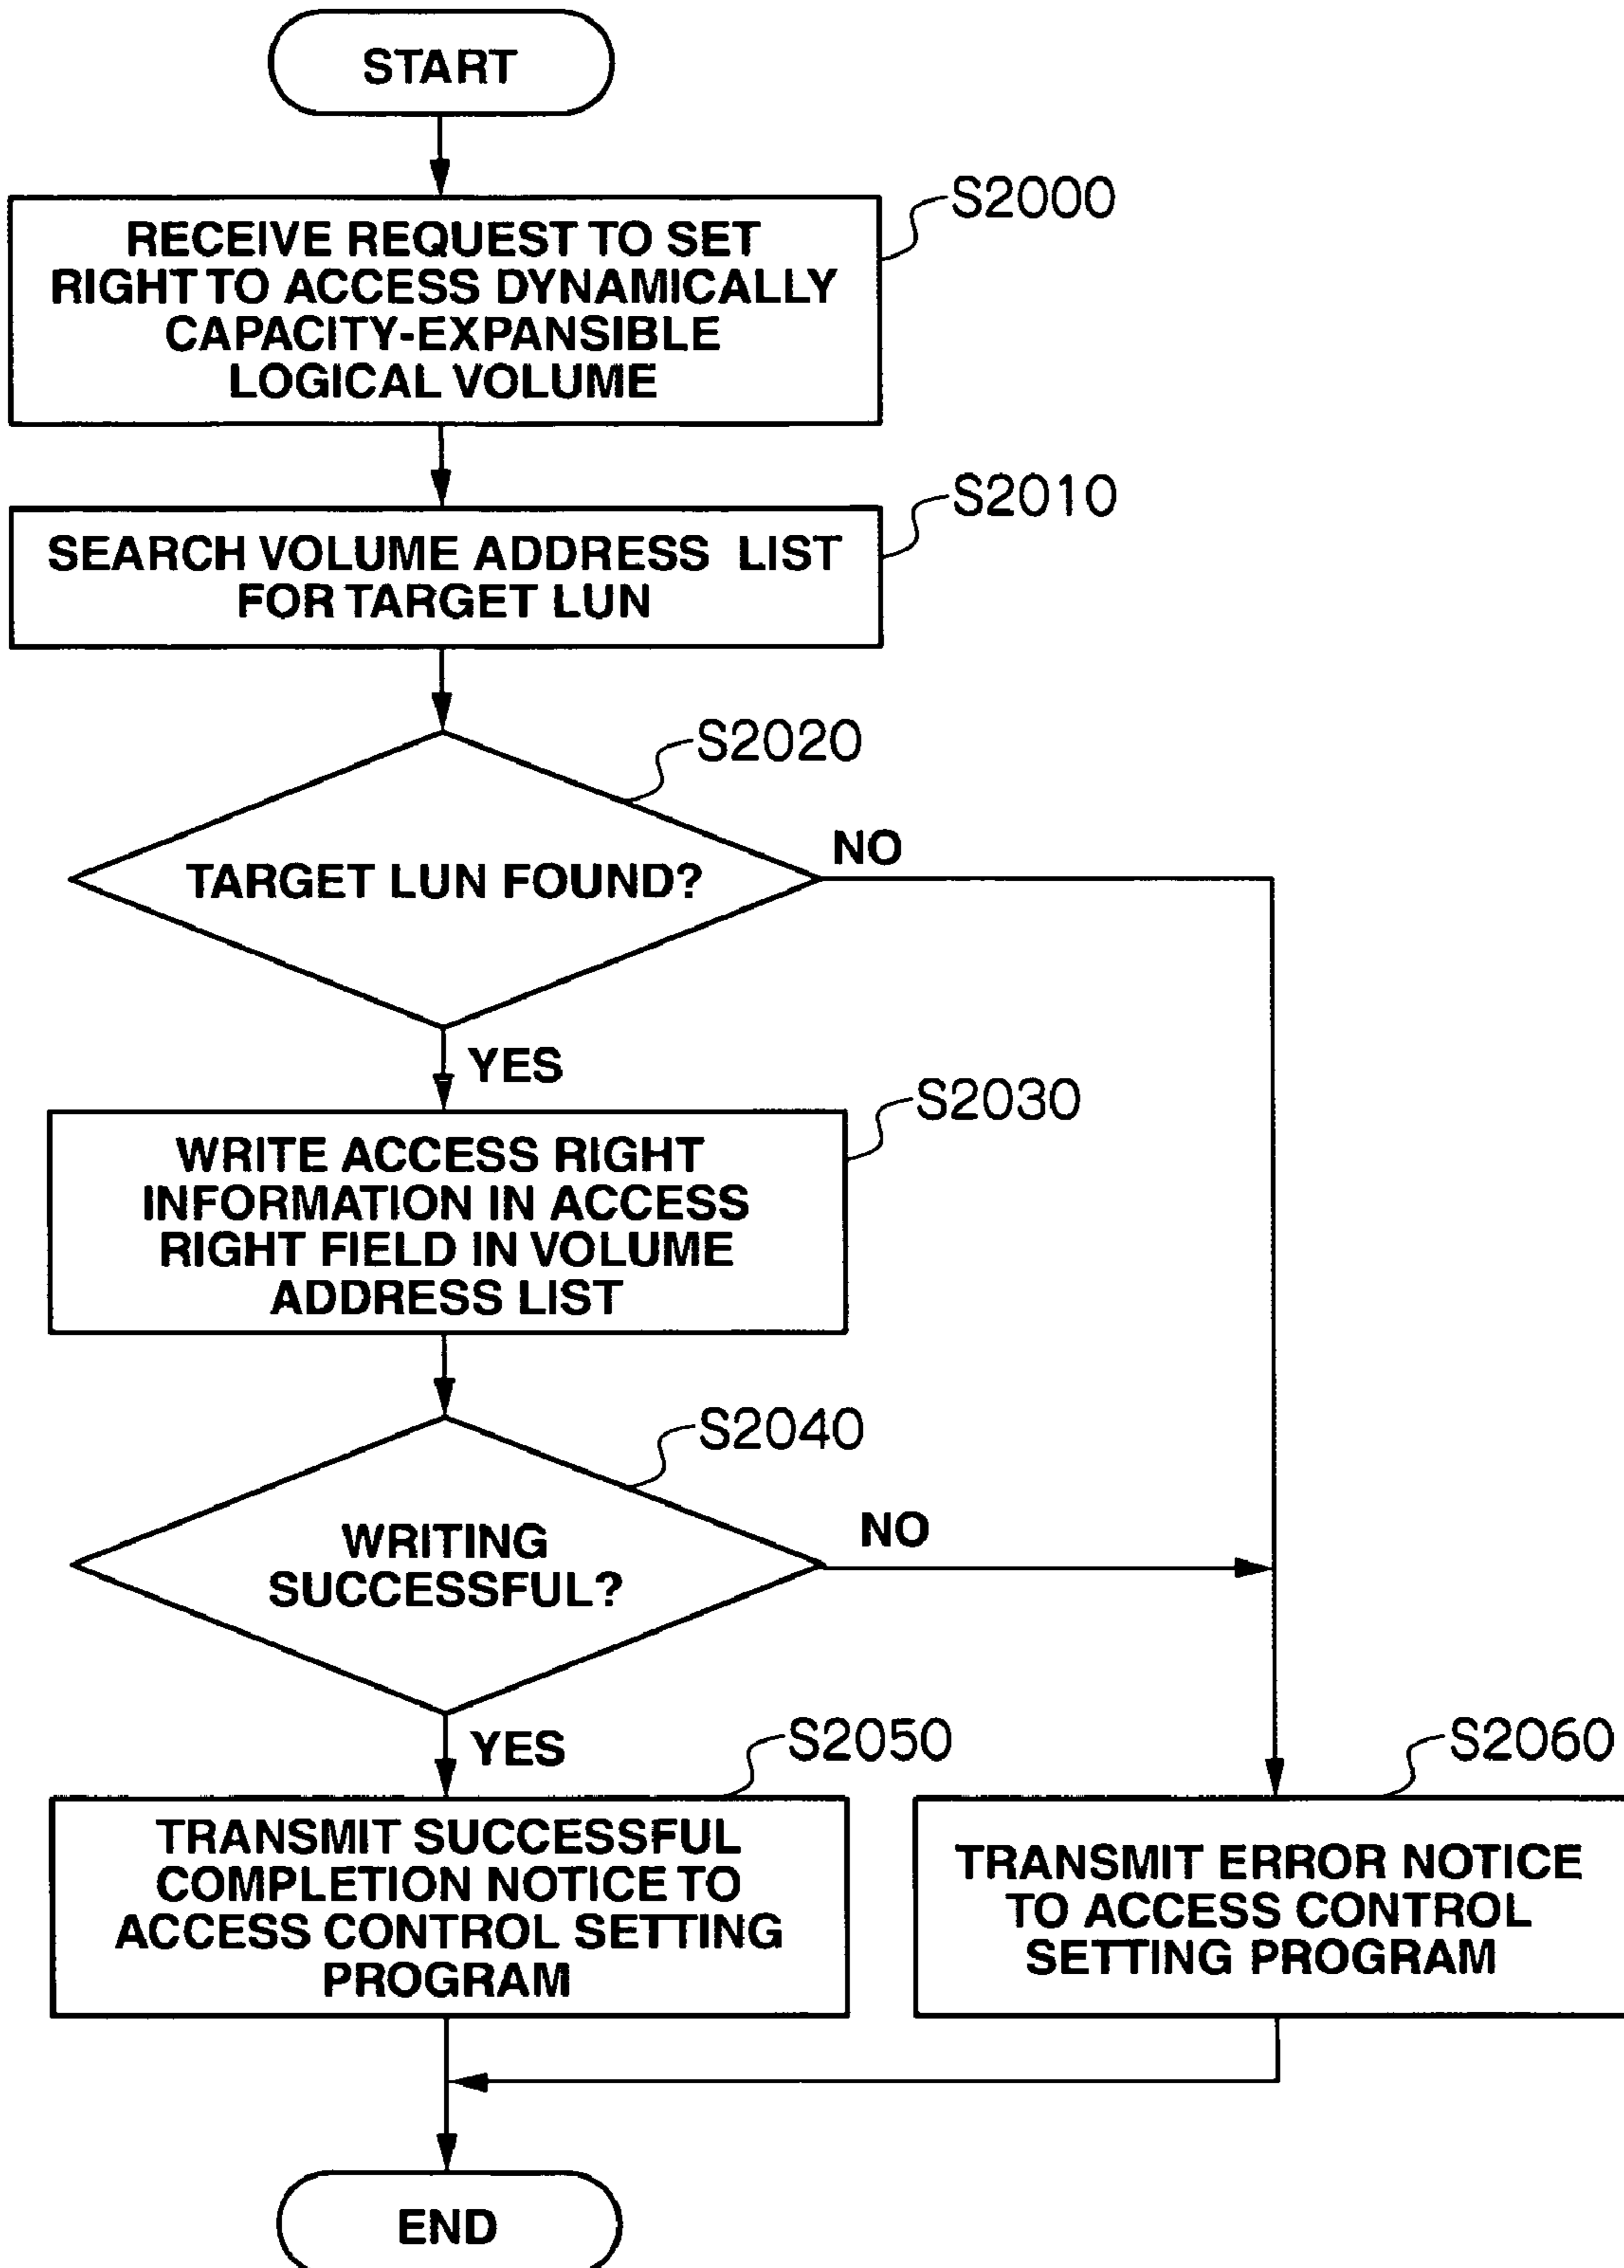 START
S2000
RECEIVE REQUEST TO SET
RIGHT TO ACCESS DYNAMICALLY
CAPACITY-EXPANSIBLE
LOGICAL VOLUME
S2010
SEARCH VOLUME ADDRESS LIST
FOR TARGET LUN
S2020
TARGET LUN FOUND?
NO
YES
S2030
WRITE ACCESS RIGHT
INFORMATION IN ACCESS
RIGHT FIELD IN VOLUME
ADDRESS LIST
S2040
WRITING
SUCCESSFUL?
NO
YES
S2050
TRANSMIT SUCCESSFUL
COMPLETION NOTICE TO
ACCESS CONTROL SETTING
PROGRAM
S2060
TRANSMIT ERROR NOTICE
TO ACCESS CONTROL
SETTING PROGRAM
END